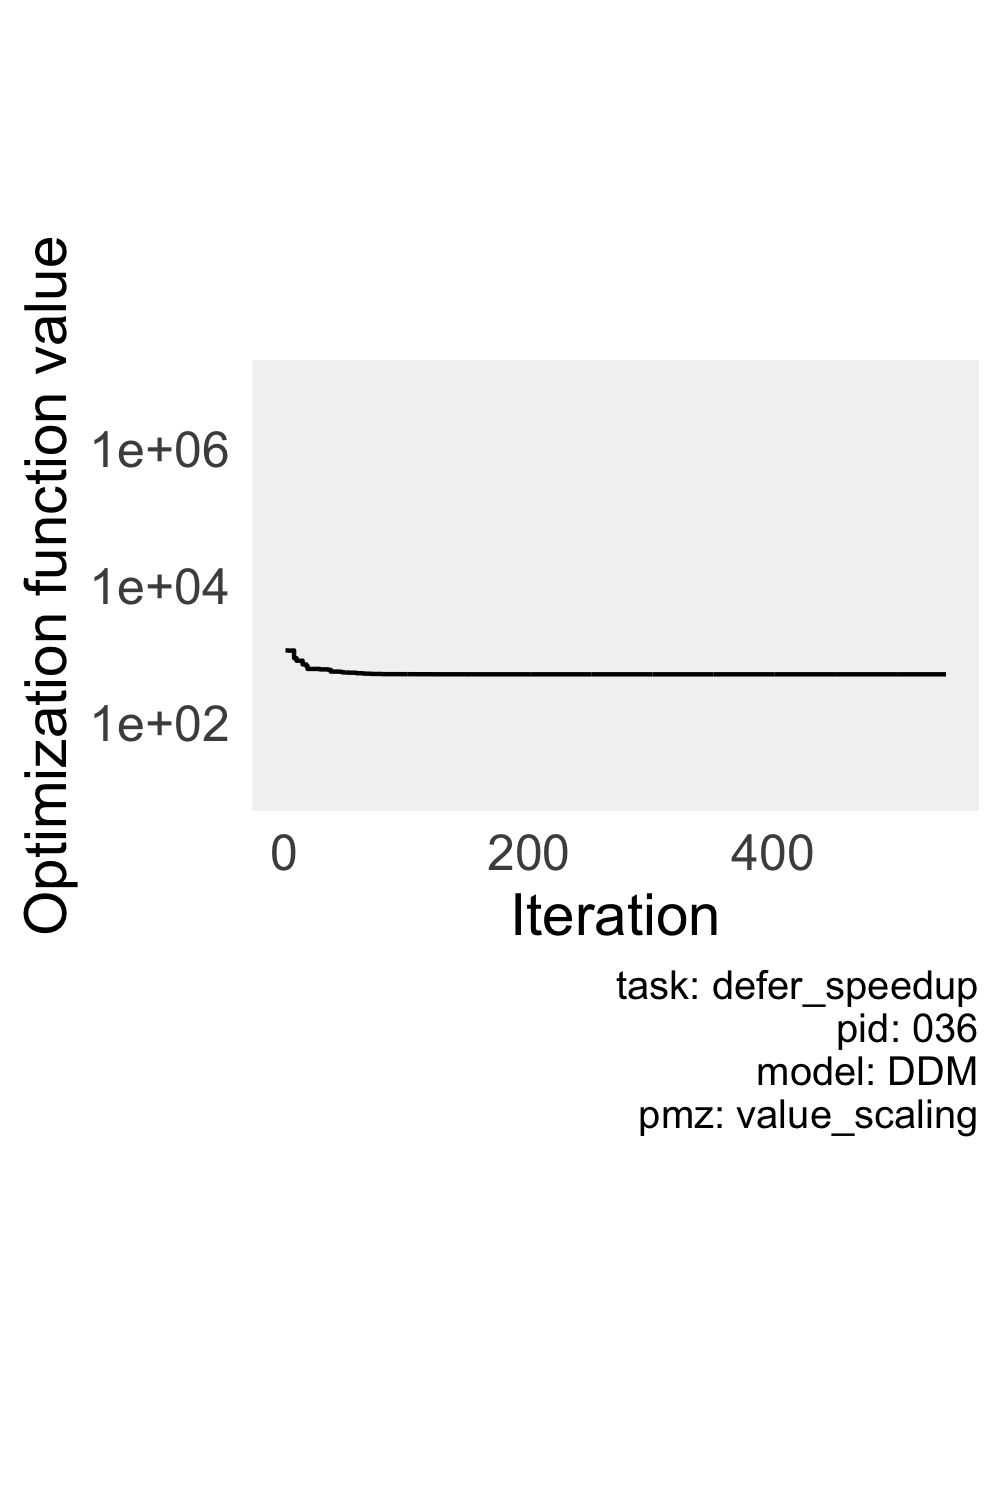 Optimization function value
1e+06
1e+04
1e+02
0 200 400
Iteration
task: defer_speedup
pid: 036
model: DDM
pmz: value_scaling